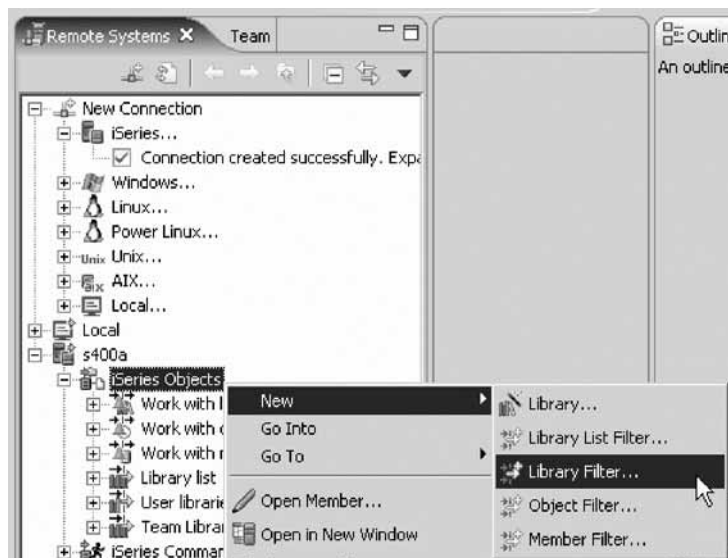 Remote Systems
Team
New Connection
iSeries...
Connection created successfully. Expa
Windows...
Linux...
Power Linux...
Unix Unix...
AIX...
Local...
Local
s400a
iSeries Objects
Work with l
Work with o
Work with m
Library list
User librarie
Team Librar
iSeries Comman
New
Go Into
Go To
Open Member...
Open in New Window
Library...
Library List Filter...
Library Filter...
Object Filter...
Member Filter...
Outlin
An outline